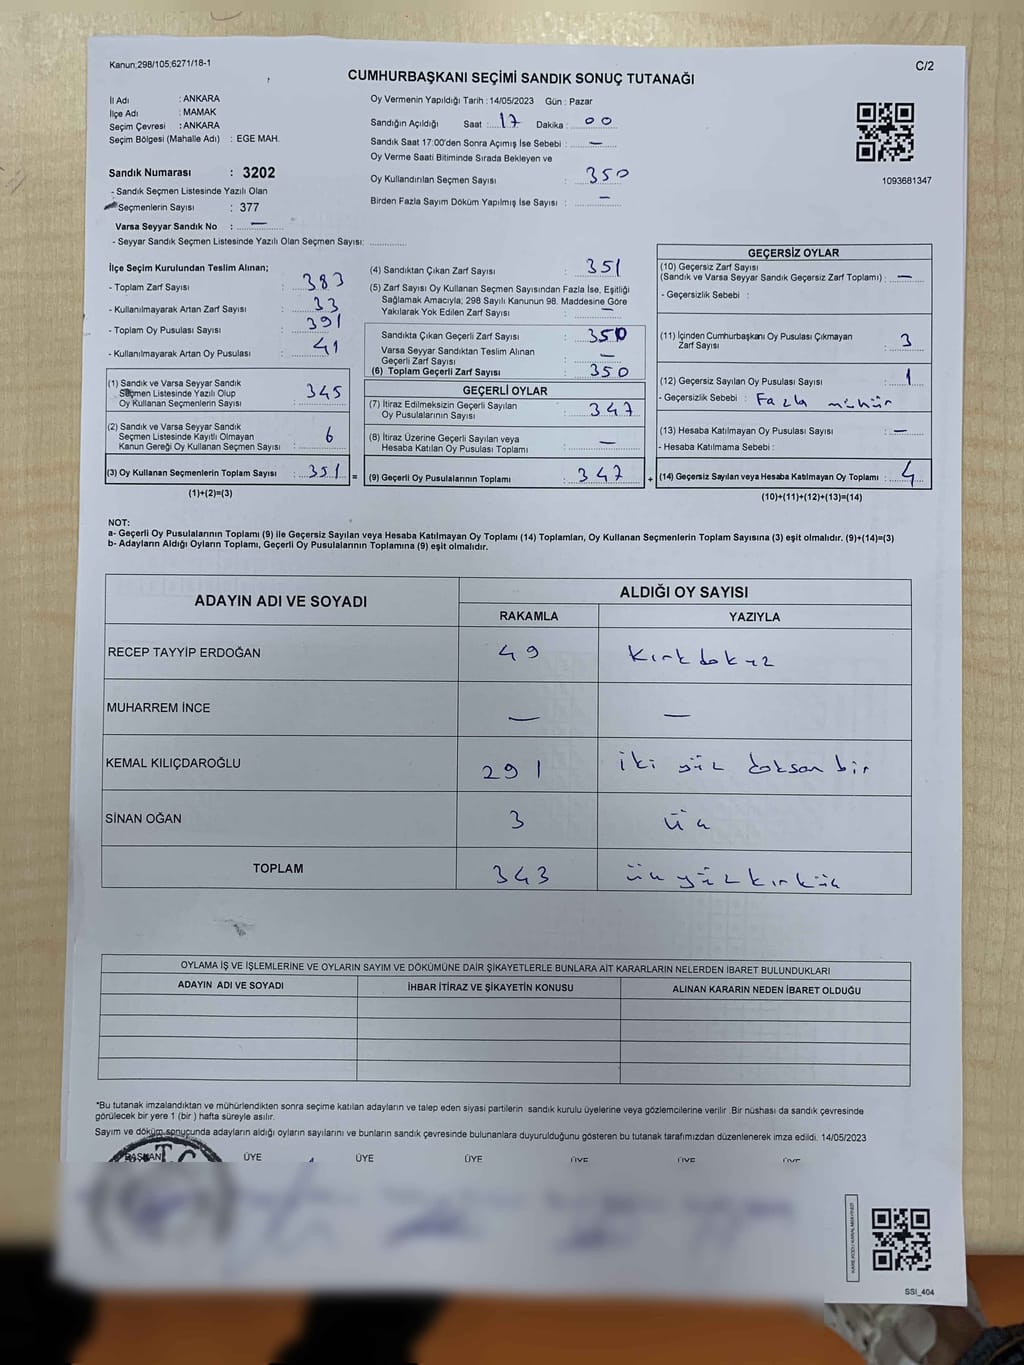 Kanun;298/105;6271/18-1
C/2
CUMHURBAŞKANI SEÇİMİ SANDIK SONUÇ TUTANAĞI
İl Adı : ANKARA
İlçe Adı : MAMAK
Seçim Çevresi : ANKARA
Seçim Bölgesi (Mahalle Adı) : EGE MAH.
Sandık Numarası : 3202
- Sandık Seçmen Listesinde Yazılı Olan
Seçmenlerin Sayısı : 377
Varsa Seyyar Sandık No : —
- Seyyar Sandık Seçmen Listesinde Yazılı Olan Seçmen Sayısı:
Oy Vermenin Yapıldığı Tarih : 14/05/2023 Gün : Pazar
Sandığın Açıldığı Saat : 17 Dakika : 00
Sandık Saat 17:00'den Sonra Açımış İse Sebebi : —
Oy Verme Saati Bitiminde Sırada Bekleyen ve
Oy Kullandırılan Seçmen Sayısı : 350
Birden Fazla Sayım Döküm Yapılmış İse Sayısı : —
1093681347
İlçe Seçim Kurulundan Teslim Alınan;
- Toplam Zarf Sayısı : 383
- Kullanılmayarak Artan Zarf Sayısı : 33
- Toplam Oy Pusulası Sayısı : 391
- Kullanılmayarak Artan Oy Pusulası : 41
(1) Sandık ve Varsa Seyyar Sandık
Seçmen Listesinde Yazılı Olup
Oy Kullanan Seçmenlerin Sayısı : 345
(2) Sandık ve Varsa Seyyar Sandık
Seçmen Listesinde Kayıtlı Olmayan
Kanun Gereği Oy Kullanan Seçmen Sayısı : 6
(3) Oy Kullanan Seçmenlerin Toplam Sayısı : 351
(1)+(2)=(3)
=
(4) Sandıktan Çıkan Zarf Sayısı : 351
(5) Zarf Sayısı Oy Kullanan Seçmen Sayısından Fazla İse, Eşitliği
Sağlamak Amacıyla; 298 Sayılı Kanunun 98. Maddesine Göre
Yakılarak Yok Edilen Zarf Sayısı : —
Sandıkta Çıkan Geçerli Zarf Sayısı : 350
Varsa Seyyar Sandıktan Teslim Alınan
Geçerli Zarf Sayısı : —
(6) Toplam Geçerli Zarf Sayısı : 350
GEÇERLİ OYLAR
(7) İtiraz Edilmeksizin Geçerli Sayılan
Oy Pusulalarının Sayısı : 347
(8) İtiraz Üzerine Geçerli Sayılan veya
Hesaba Katılan Oy Pusulası Toplamı : —
(9) Geçerli Oy Pusulalarının Toplamı : 347
+
GEÇERSİZ OYLAR
(10) Geçersiz Zarf Sayısı
(Sandık ve Varsa Seyyar Sandık Geçersiz Zarf Toplamı) : —
- Geçersizlik Sebebi :
(11) İçinden Cumhurbaşkanı Oy Pusulası Çıkmayan
Zarf Sayısı : 3
(12) Geçersiz Sayılan Oy Pusulası Sayısı : 1
- Geçersizlik Sebebi : Fazla mühür
(13) Hesaba Katılmayan Oy Pusulası Sayısı : —
- Hesaba Katılmama Sebebi :
(14) Geçersiz Sayılan veya Hesaba Katılmayan Oy Toplamı : 4
(10)+(11)+(12)+(13)=(14)
NOT:
a- Geçerli Oy Pusulalarının Toplamı (9) ile Geçersiz Sayılan veya Hesaba Katılmayan Oy Toplamı (14) Toplamları, Oy Kullanan Seçmenlerin Toplam Sayısına (3) eşit olmalıdır. (9)+(14)=(3)
b- Adayların Aldığı Oyların Toplamı, Geçerli Oy Pusulalarının Toplamına (9) eşit olmalıdır.
ADAYIN ADI VE SOYADI
ALDIĞI OY SAYISI
RAKAMLA YAZIYLA
RECEP TAYYİP ERDOĞAN 49 kırkdokuz
MUHARREM İNCE — —
KEMAL KILIÇDAROĞLU 291 iki yüz doksan bir
SİNAN OĞAN 3 üç
TOPLAM 343 üç yüz kırküç
OYLAMA İŞ VE İŞLEMLERİNE VE OYLARIN SAYIM VE DÖKÜMÜNE DAİR ŞİKAYETLERLE BUNLARA AİT KARARLARIN NELERDEN İBARET BULUNDUKLARI
ADAYIN ADI VE SOYADI İHBAR İTİRAZ VE ŞİKAYETİN KONUSU ALINAN KARARIN NEDEN İBARET OLDUĞU
*Bu tutanak imzalandıktan ve mühürlendikten sonra seçime katılan adayların ve talep eden siyasi partilerin sandık kurulu üyelerine veya gözlemcilerine verilir .Bir nüshası da sandık çevresinde
görülecek bir yere 1 (bir ) hafta süreyle asılır.
Sayım ve döküm sonucunda adayların aldığı oyların sayılarını ve bunların sandık çevresinde bulunanlara duyurulduğunu gösteren bu tutanak tarafımızdan düzenlenerek imza edildi. 14/05/2023
BAŞKAN ÜYE ÜYE ÜYE ÜYE ÜYE ÜYE
SSI_404